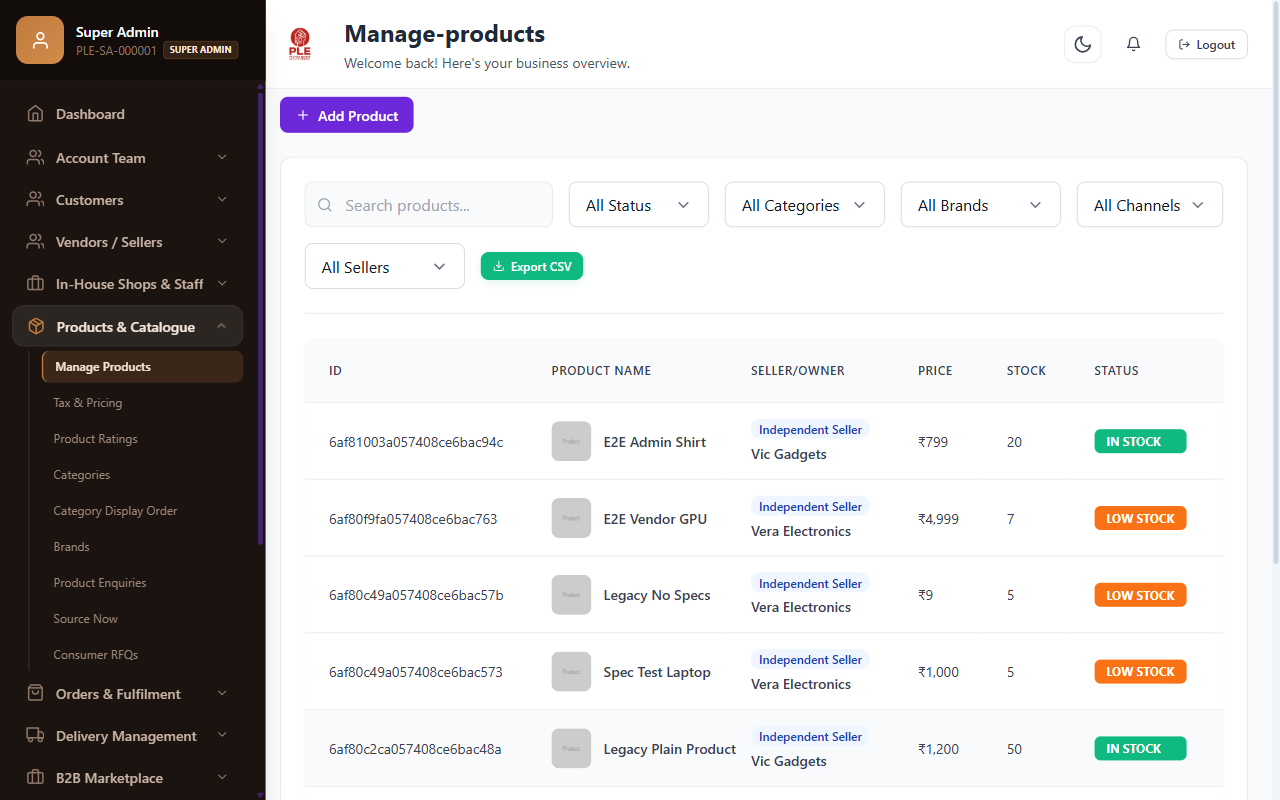 Super Admin
PLE-SA-000001 SUPER ADMIN
Dashboard
Account Team
Customers
Vendors / Sellers
In-House Shops & Staff
Products & Catalogue
Manage Products
Tax & Pricing
Product Ratings
Categories
Category Display Order
Brands
Product Enquiries
Source Now
Consumer RFQs
Orders & Fulfilment
Delivery Management
B2B Marketplace
PLE
Manage-products
Welcome back! Here's your business overview.
Logout
Add Product
Search products...
All Status
All Categories
All Brands
All Channels
All Sellers
Export CSV
ID PRODUCT NAME SELLER/OWNER PRICE STOCK STATUS
6af81003a057408ce6bac94c Product E2E Admin Shirt Independent Seller Vic Gadgets ₹799 20 IN STOCK
6af80f9fa057408ce6bac763 Product E2E Vendor GPU Independent Seller Vera Electronics ₹4,999 7 LOW STOCK
6af80c49a057408ce6bac57b Product Legacy No Specs Independent Seller Vera Electronics ₹9 5 LOW STOCK
6af80c49a057408ce6bac573 Product Spec Test Laptop Independent Seller Vera Electronics ₹1,000 5 LOW STOCK
6af80c2ca057408ce6bac48a Product Legacy Plain Product Independent Seller Vic Gadgets ₹1,200 50 IN STOCK